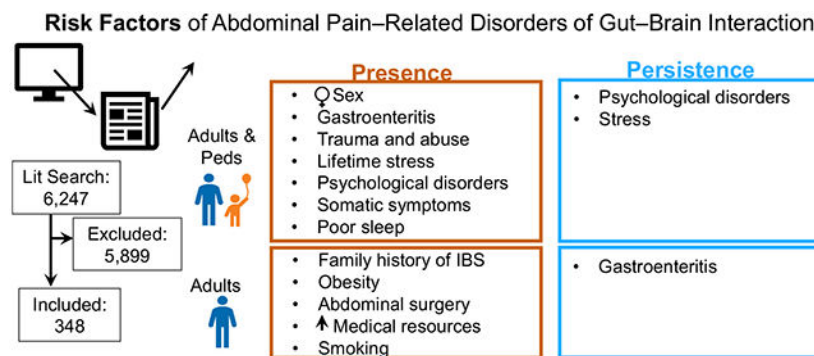 Risk Factors of Abdominal Pain–Related Disorders of Gut–Brain Interaction
Presence
Persistence
Adults &
Peds
• ♀ Sex
• Gastroenteritis
• Trauma and abuse
• Lifetime stress
• Psychological disorders
• Somatic symptoms
• Poor sleep
• Psychological disorders
• Stress
Lit Search:
6,247
Excluded:
5,899
Included:
348
Adults
• Family history of IBS
• Obesity
• Abdominal surgery
• ↑ Medical resources
• Smoking
• Gastroenteritis